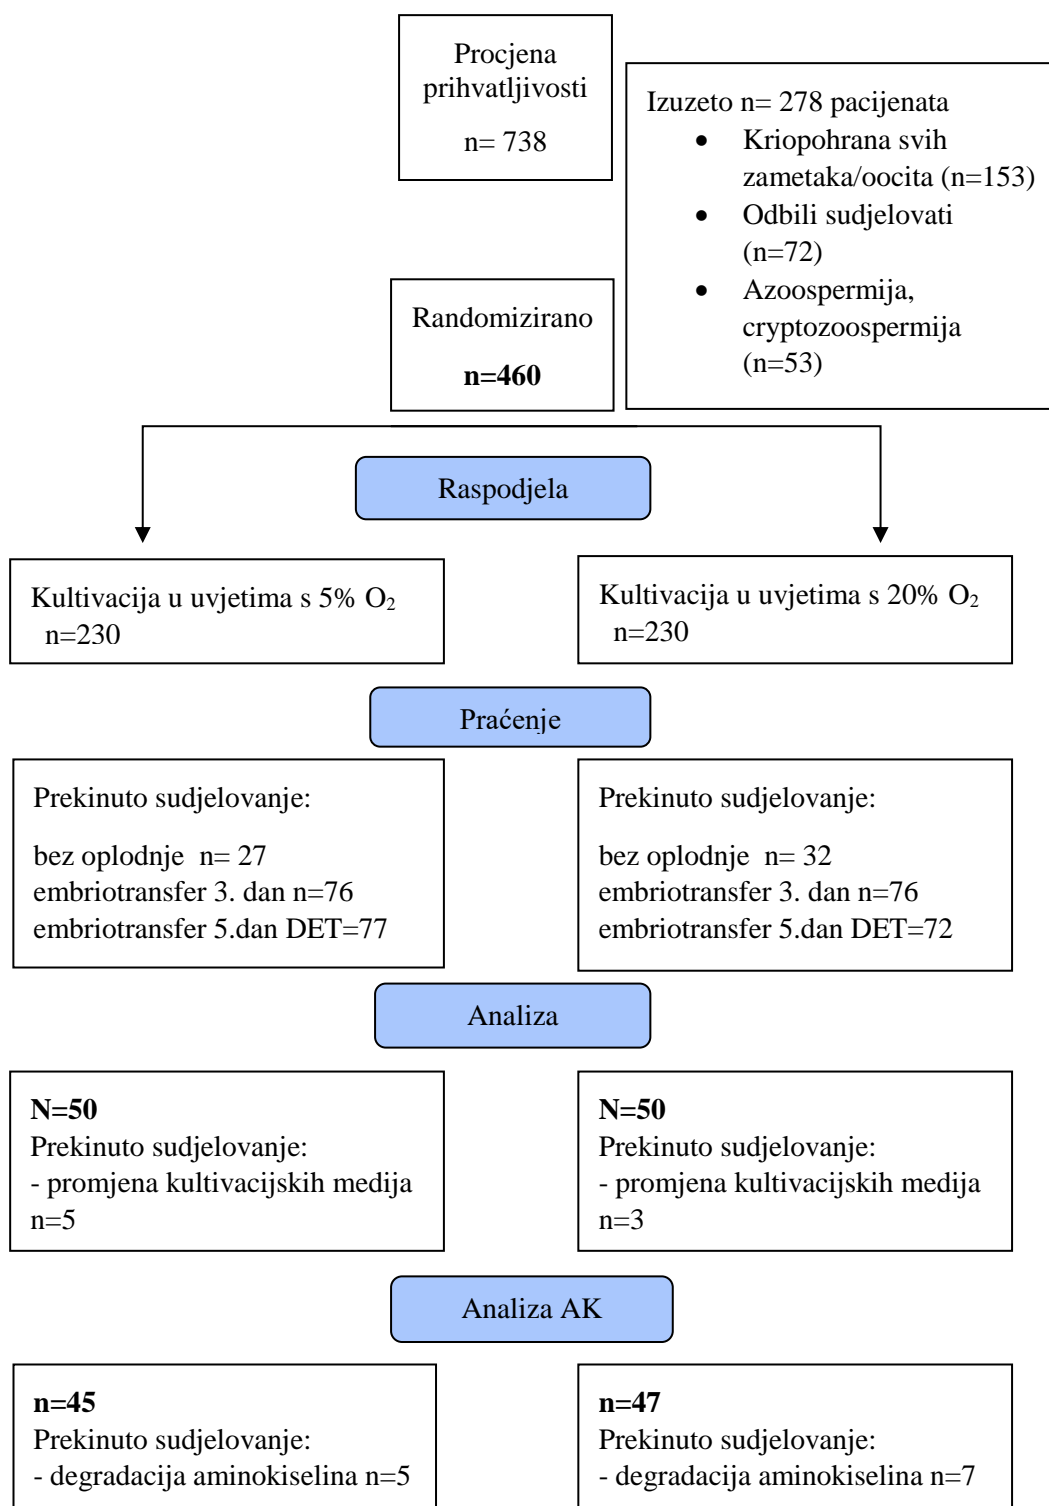 Procjena
prihvatljivosti
n= 738
Izuzeto n= 278 pacijenata
• Kriopohrana svih
zametaka/oocita (n=153)
• Odbili sudjelovati
(n=72)
• Azoospermija,
cryptozoospermija
(n=53)
Randomizirano
n=460
Raspodjela
Kultivacija u uvjetima s 5% O₂
n=230
Kultivacija u uvjetima s 20% O₂
n=230
Praćenje
Prekinuto sudjelovanje:
bez oplodnje n= 27
embriotransfer 3. dan n=76
embriotransfer 5.dan DET=77
Prekinuto sudjelovanje:
bez oplodnje n= 32
embriotransfer 3. dan n=76
embriotransfer 5.dan DET=72
Analiza
N=50
Prekinuto sudjelovanje:
- promjena kultivacijskih medija
n=5
N=50
Prekinuto sudjelovanje:
- promjena kultivacijskih medija
n=3
Analiza AK
n=45
Prekinuto sudjelovanje:
- degradacija aminokiselina n=5
n=47
Prekinuto sudjelovanje:
- degradacija aminokiselina n=7